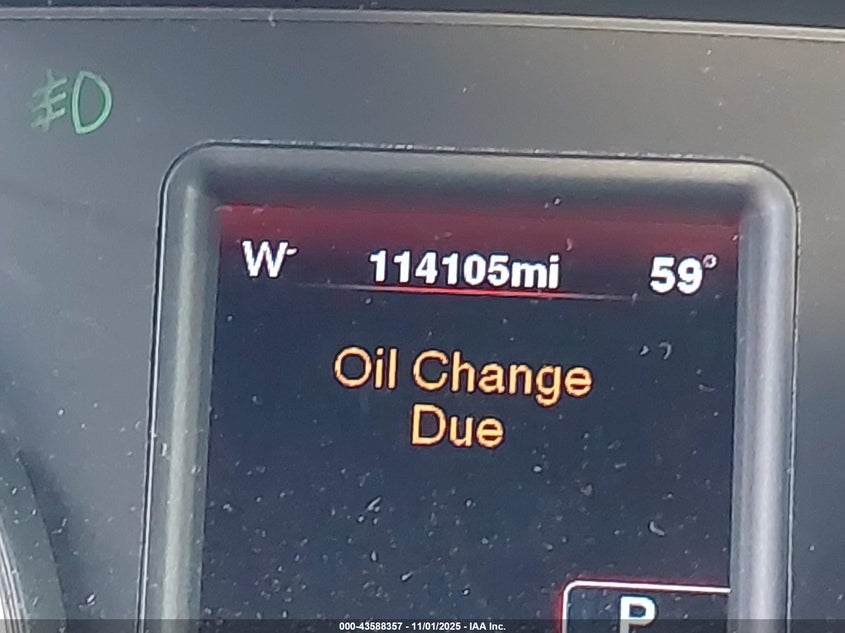 W 114105mi 59°
Oil Change
Due
P
000-43588357 - 11/01/2025 - IAA Inc.